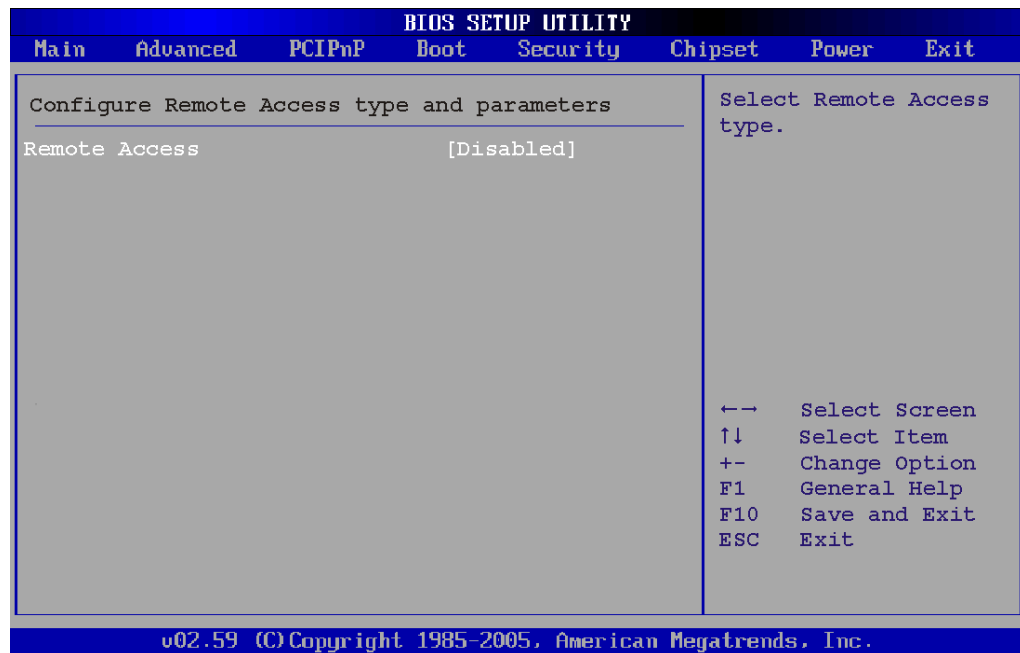 BIOS SETUP UTILITY
Main Advanced PCIPnP Boot Security Chipset Power Exit
Configure Remote Access type and parameters
Remote Access [Disabled]
Select Remote Access
type.
←→ Select Screen
↑↓ Select Item
+- Change Option
F1 General Help
F10 Save and Exit
ESC Exit
v02.59 (C)Copyright 1985-2005, American Megatrends, Inc.